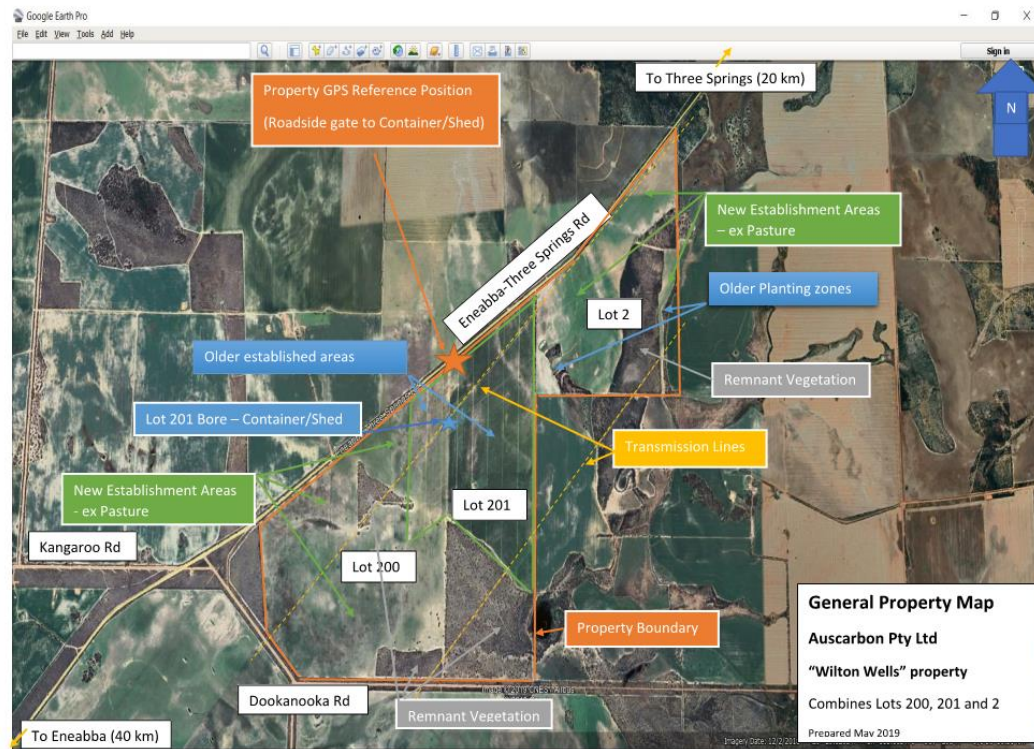 Google Earth Pro
File Edit View Tools Add Help
Sign in
To Three Springs (20 km)
N
Property GPS Reference Position
(Roadside gate to Container/Shed)
New Establishment Areas
– ex Pasture
Eneabba-Three Springs Rd
Older Planting zones
Lot 2
Older established areas
Remnant Vegetation
Lot 201 Bore – Container/Shed
Transmission Lines
New Establishment Areas
- ex Pasture
Lot 201
Kangaroo Rd
Lot 200
General Property Map
Auscarbon Pty Ltd
“Wilton Wells” property
Combines Lots 200, 201 and 2
Prepared May 2019
Property Boundary
Dookanooka Rd
Remnant Vegetation
To Eneabba (40 km)